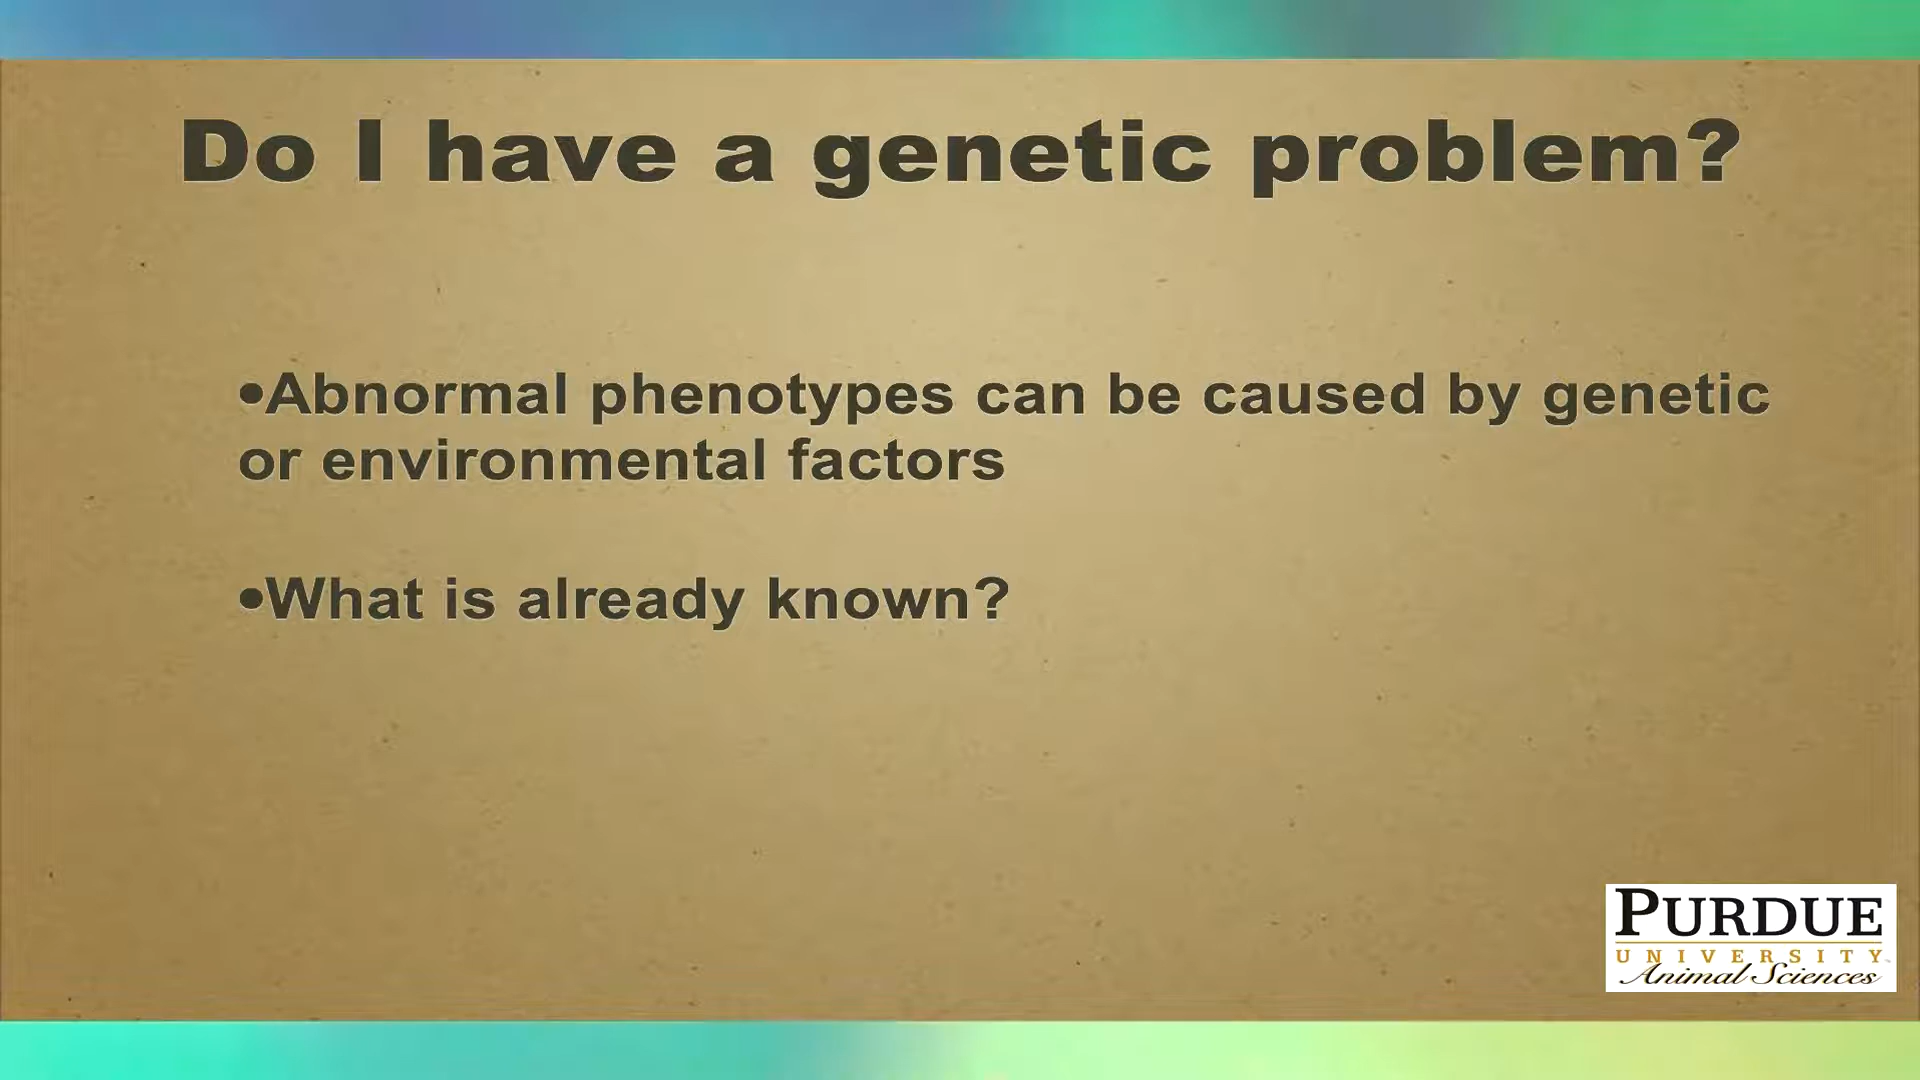 Do I have a genetic problem?
•Abnormal phenotypes can be caused by genetic
or environmental factors
•What is already known?
PURDUE
UNIVERSITY
Animal Sciences